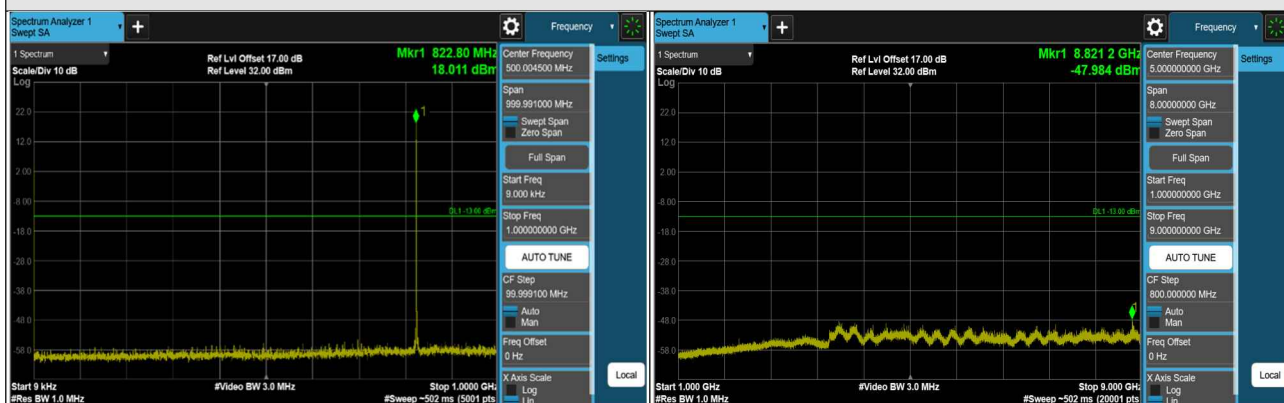 Spectrum Analyzer 1
Swept SA
+
Frequency
1 Spectrum
Ref Lvl Offset 17.00 dB
Mkr1 822.80 MHz
Scale/Div 10 dB
Ref Level 32.00 dBm
18.011 dBm
Log
1
22.0
12.0
2.00
-8.00
DL1 -13.00 dBm
-18.0
-28.0
-38.0
-48.0
-58.0
Start 9 kHz
#Video BW 3.0 MHz
Stop 1.0000 GHz
#Res BW 1.0 MHz
#Sweep ~502 ms (5001 pts
Center Frequency
500.004500 MHz
Settings
Span
999.991000 MHz
Swept Span
Zero Span
Full Span
Start Freq
9.000 kHz
Stop Freq
1.000000000 GHz
AUTO TUNE
CF Step
99.999100 MHz
Auto
Man
Freq Offset
0 Hz
X Axis Scale
Log
Lin
Local
Spectrum Analyzer 1
Swept SA
+
Frequency
1 Spectrum
Ref Lvl Offset 17.00 dB
Mkr1 8.821 2 GHz
Scale/Div 10 dB
Ref Level 32.00 dBm
-47.984 dBm
Log
22.0
12.0
2.00
-8.00
DL1 -13.00 dBm
-18.0
-28.0
-38.0
1
-48.0
-58.0
Start 1.000 GHz
#Video BW 3.0 MHz
Stop 9.000 GHz
#Res BW 1.0 MHz
#Sweep ~502 ms (20001 pts
Center Frequency
5.000000000 GHz
Settings
Span
8.00000000 GHz
Swept Span
Zero Span
Full Span
Start Freq
1.000000000 GHz
Stop Freq
9.000000000 GHz
AUTO TUNE
CF Step
800.000000 MHz
Auto
Man
Freq Offset
0 Hz
X Axis Scale
Log
Lin
Local